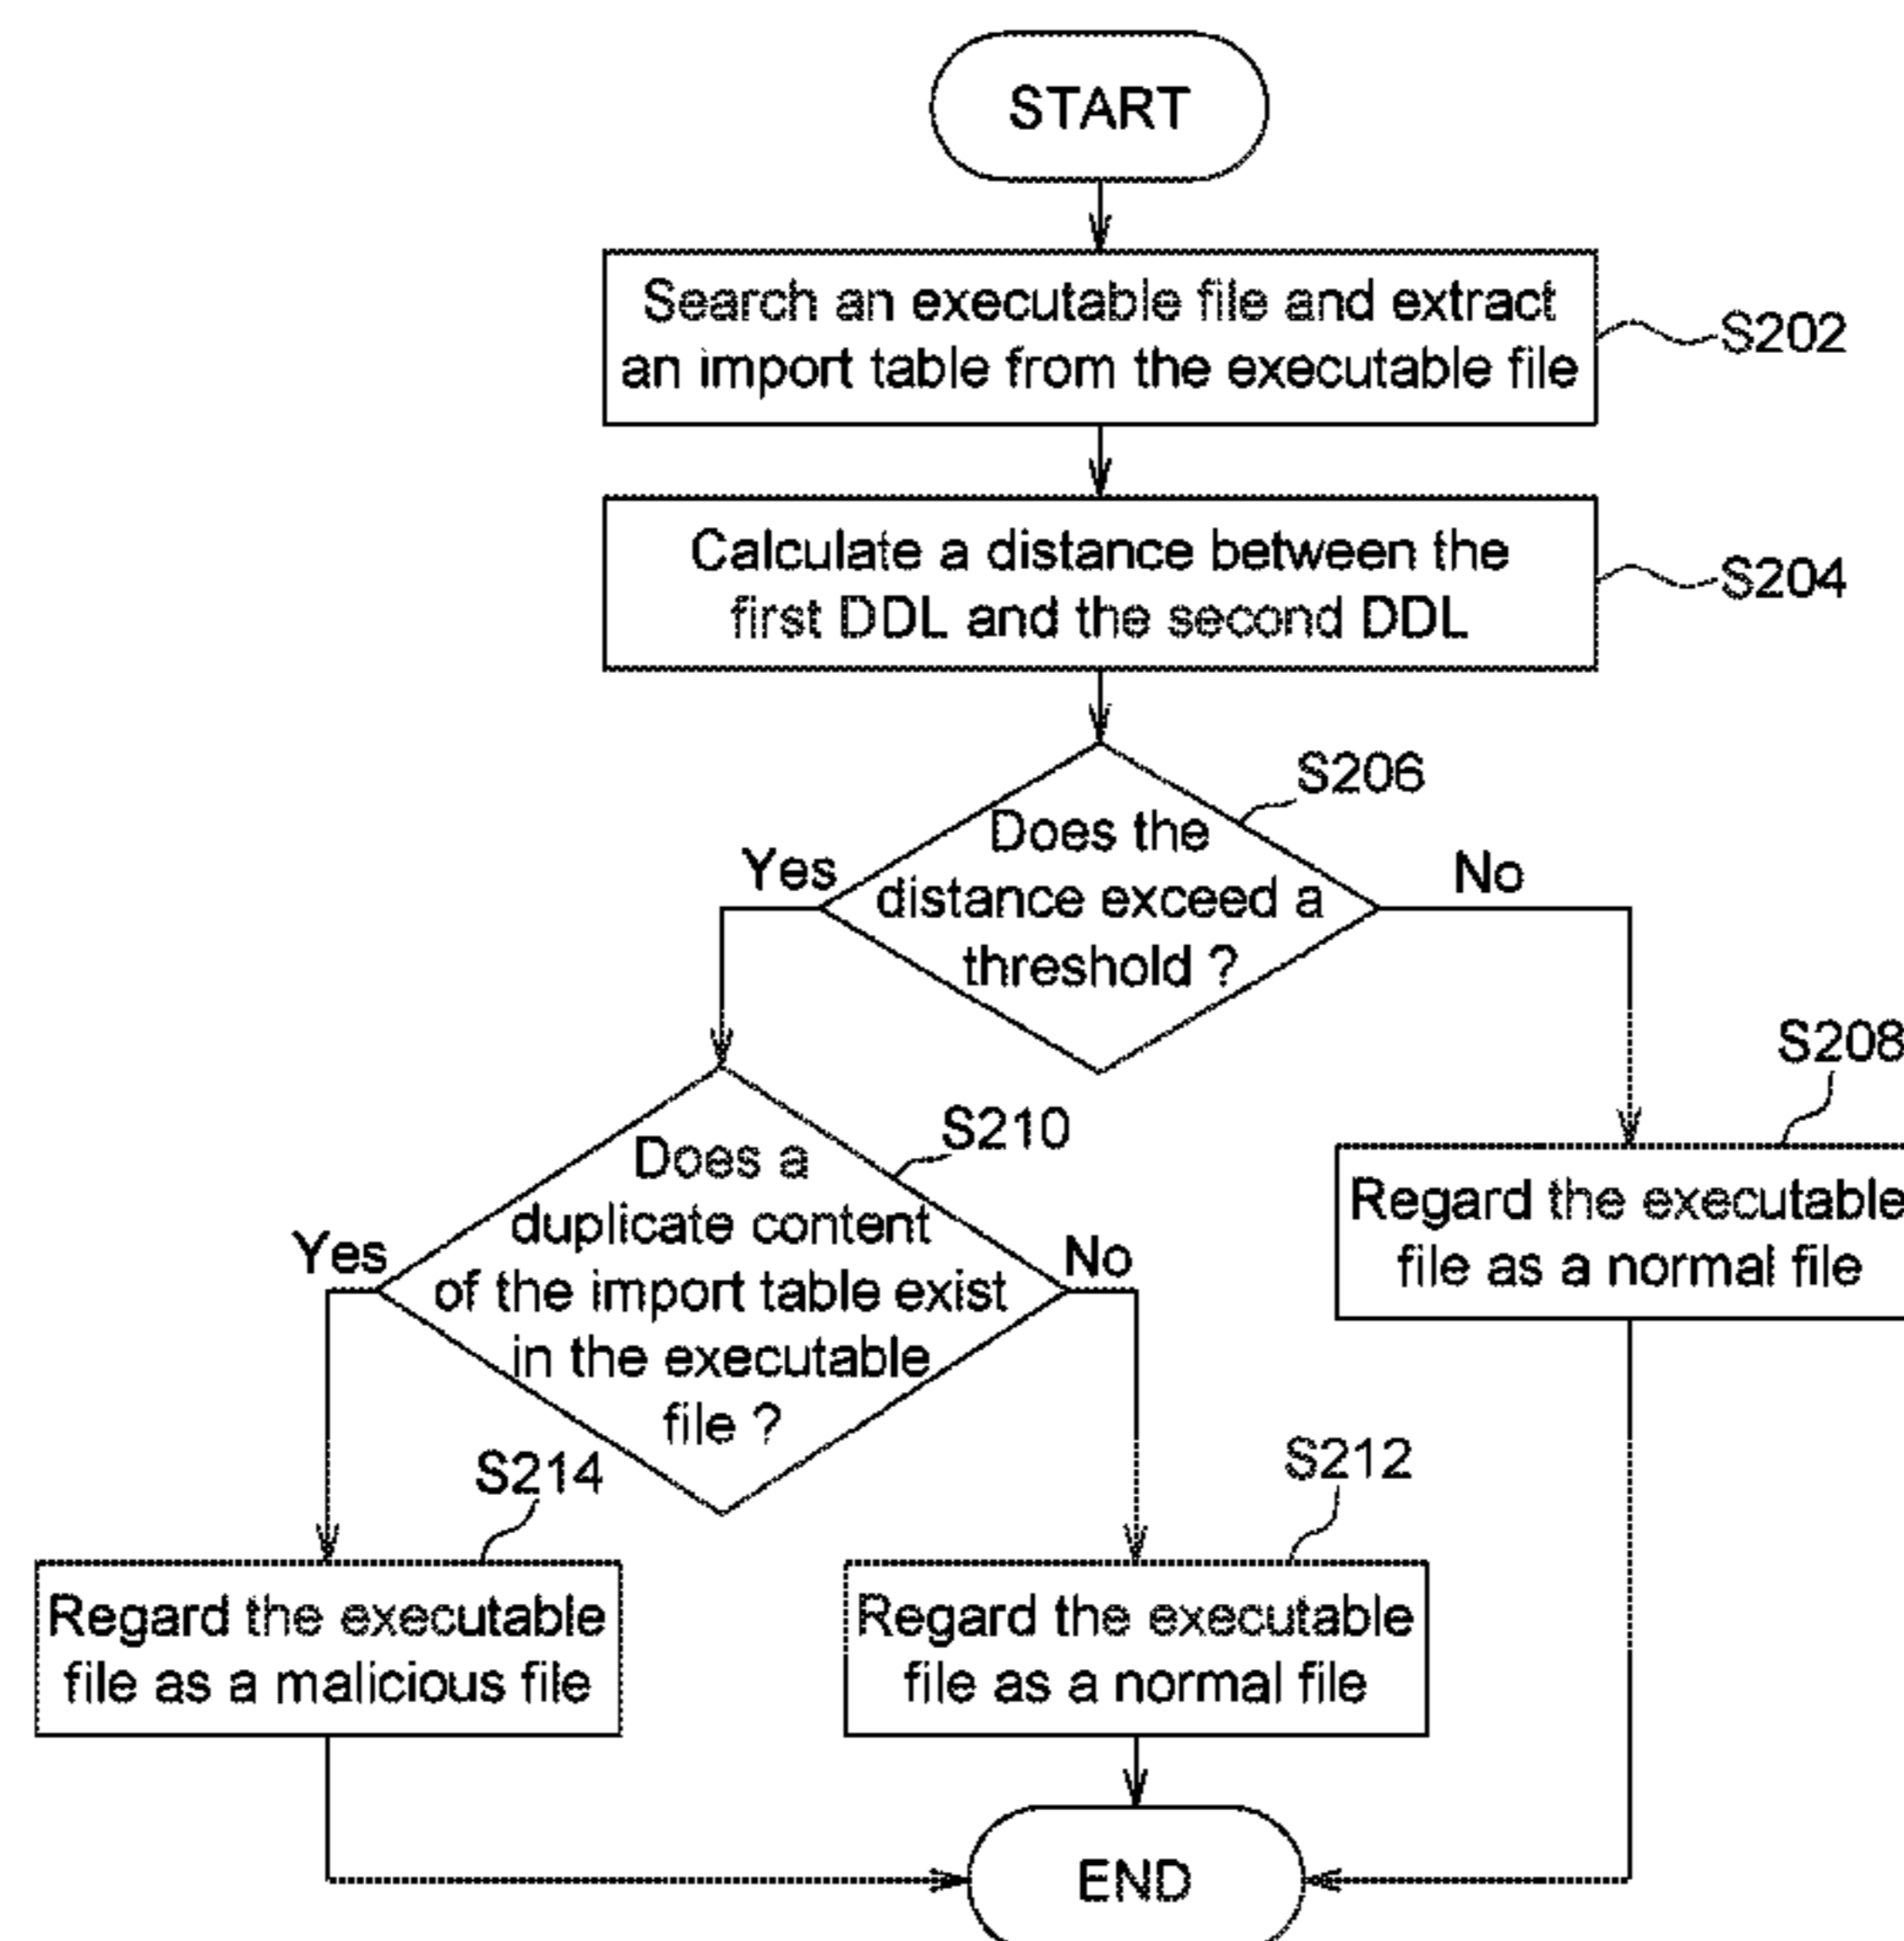 START
Search an executable file and extract
an import table from the executable file
S202
Calculate a distance between the
first DDL and the second DDL
S204
S206
Does the
distance exceed a
threshold ?
Yes
No
S208
Regard the executable
file as a normal file
S210
Does a
duplicate content
of the import table exist
in the executable
file ?
Yes
No
S214
Regard the executable
file as a malicious file
S212
Regard the executable
file as a normal file
END